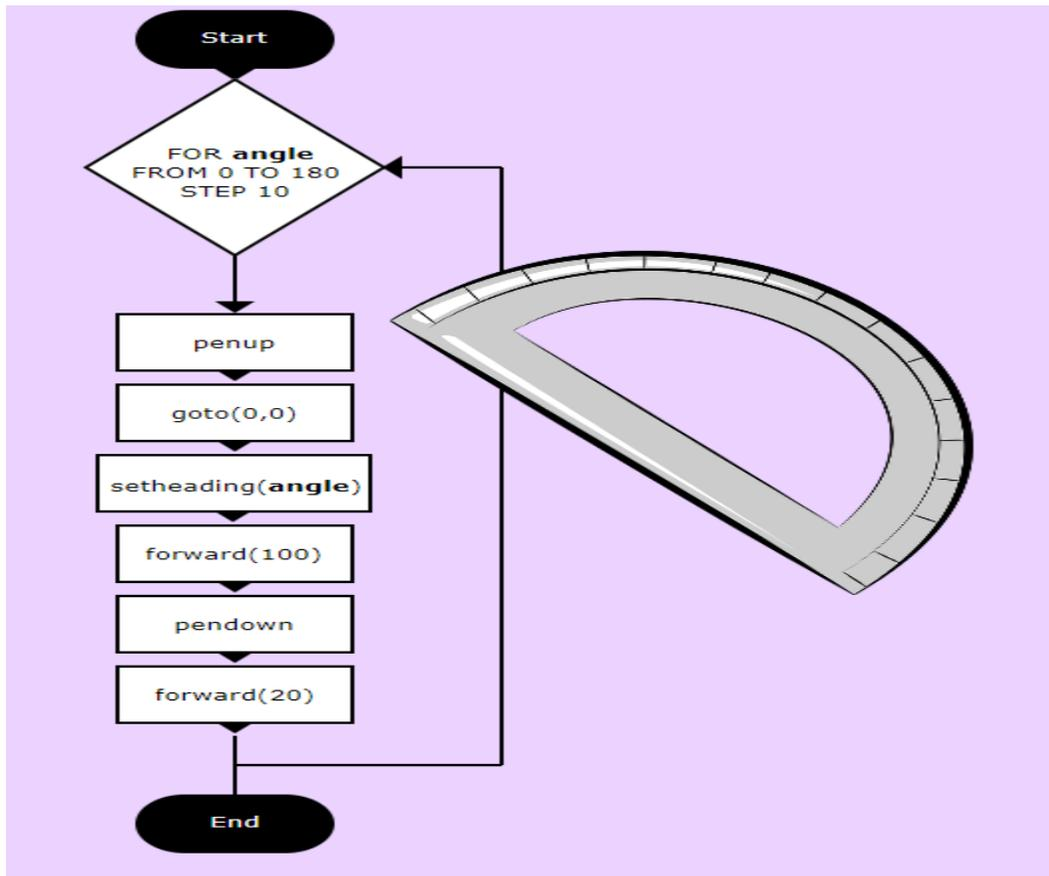 Start
FOR angle
FROM 0 TO 180
STEP 10
penup
goto(0,0)
setheading(angle)
forward(100)
pendown
forward(20)
End